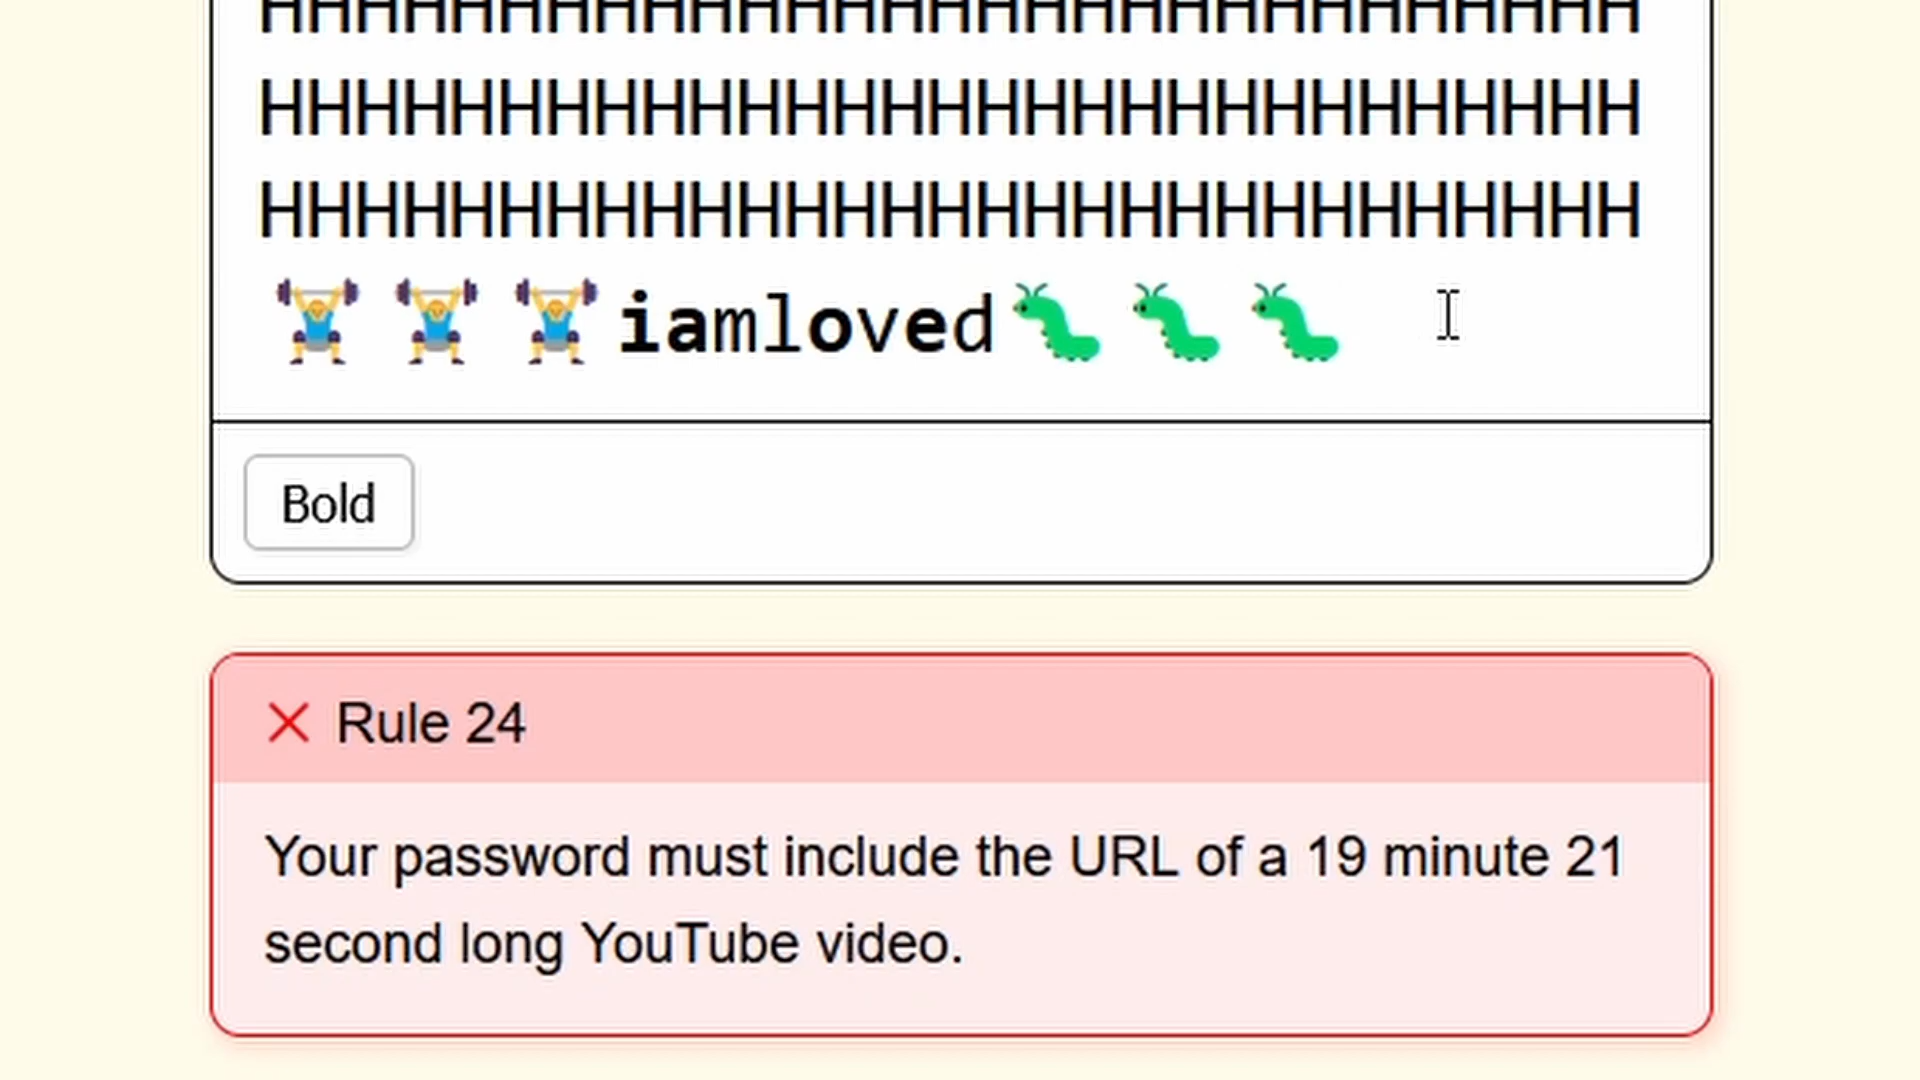 HHHHHHHHHHHHHHHHHHHHHHHHHHHHH
HHHHHHHHHHHHHHHHHHHHHHHHHHHHH
HHHHHHHHHHHHHHHHHHHHHHHHHHHHH
🏋️‍♂️🏋️‍♂️🏋️‍♂️iamloved🐛🐛🐛
Bold
Rule 24
Your password must include the URL of a 19 minute 21
second long YouTube video.